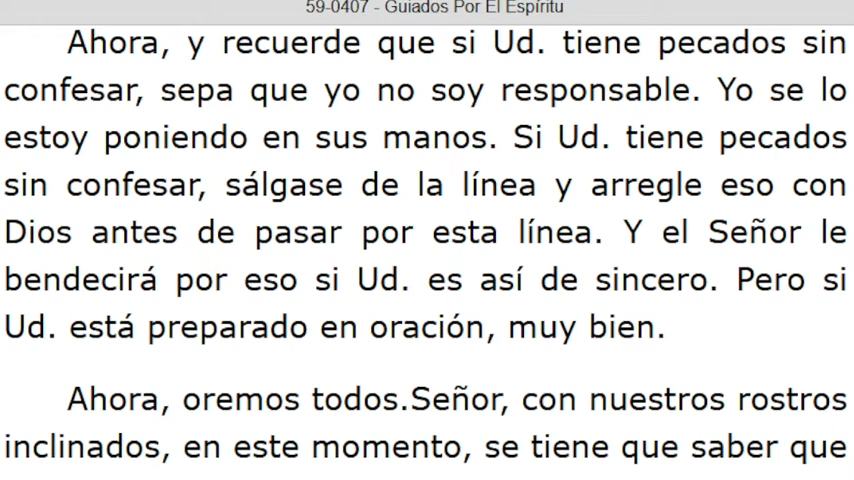 59-0407 - Guiados Por El Espíritu
Ahora, y recuerde que si Ud. tiene pecados sin
confesar, sepa que yo no soy responsable. Yo se lo
estoy poniendo en sus manos. Si Ud. tiene pecados
sin confesar, sálgase de la línea y arregle eso con
Dios antes de pasar por esta línea. Y el Señor le
bendecirá por eso si Ud. es así de sincero. Pero si
Ud. está preparado en oración, muy bien.
Ahora, oremos todos.Señor, con nuestros rostros
inclinados, en este momento, se tiene que saber que